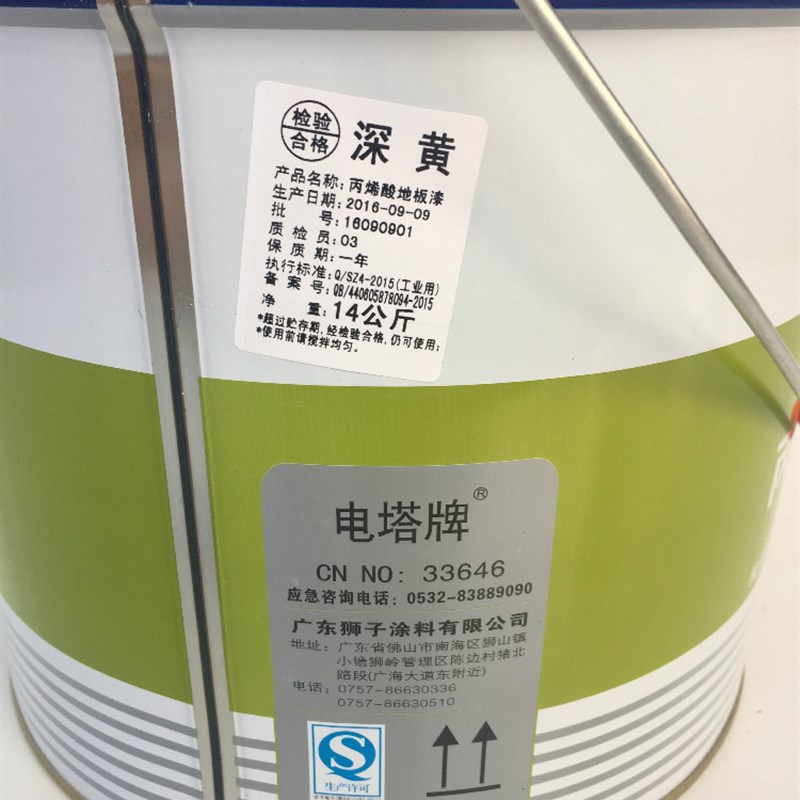 检验
合格
深黄
产品名称：丙烯酸地板漆
生产日期：2016-09-09
批 号：16090901
质检员：03
保质期：一年
执行标准：Q/SZ4-2015(工业用)
备案号：QB/440605878094-2015
净 重：14公斤
*超过贮存期，经检验合格，仍可使用；
*使用前请搅拌均匀。
电塔牌®
CN NO: 33646
应急咨询电话：0532-83889090
广东狮子涂料有限公司
地址：广东省佛山市南海区狮山镇
小塘狮岭管理区陈边村猪北
路段(广海大道东附近)
电话：0757-86630336
0757-86630510
生产许可